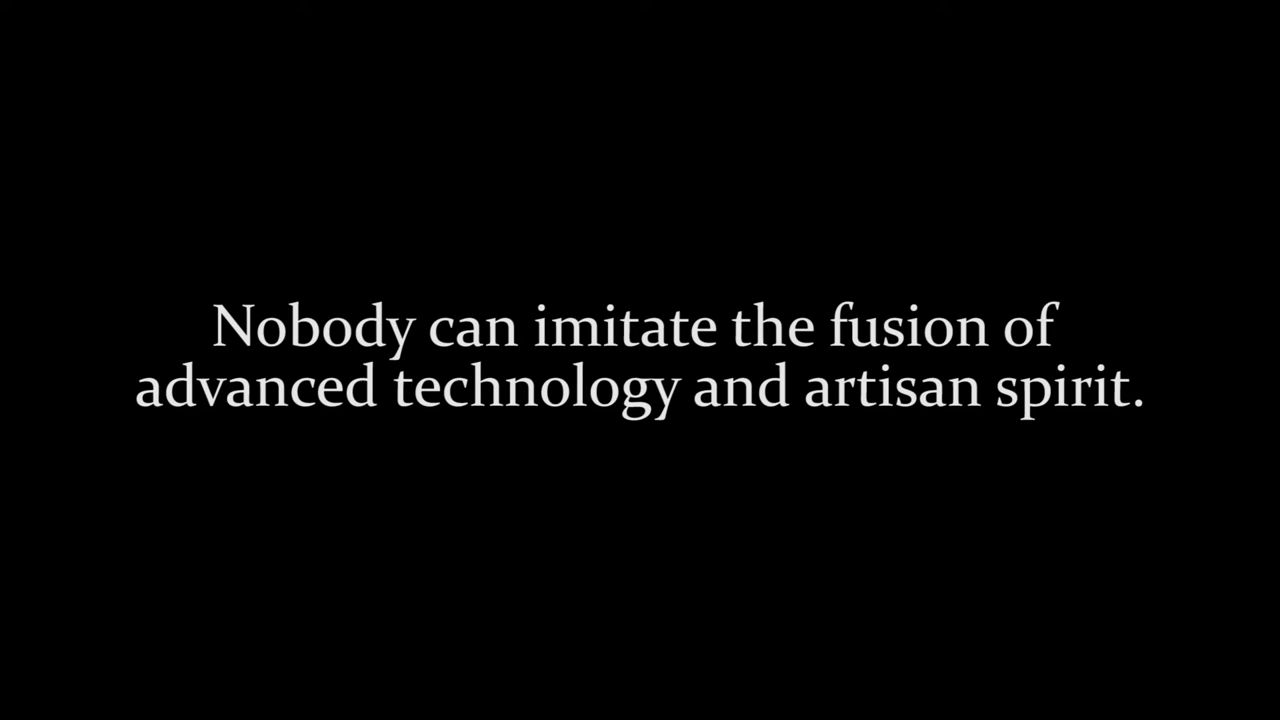 Nobody can imitate the fusion of
advanced technology and artisan spirit.